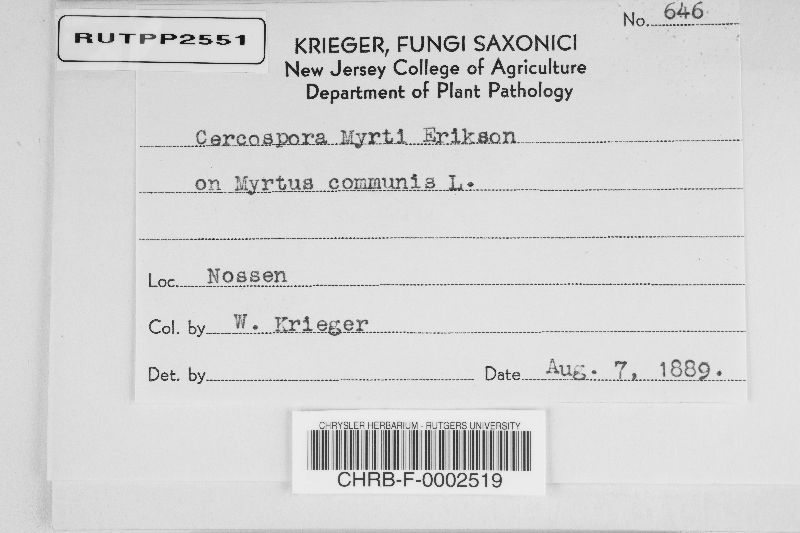 No. 646
RUTPP2551
KRIEGER, FUNGI SAXONICI
New Jersey College of Agriculture
Department of Plant Pathology
Cercospora Myrti Erikson
on Myrtus communis L.
Loc. Nossen
Col. by W. Krieger
Det. by
Date Aug. 7, 1889.
CHRYSLER HERBARIUM - RUTGERS UNIVERSITY
CHRB-F-0002519